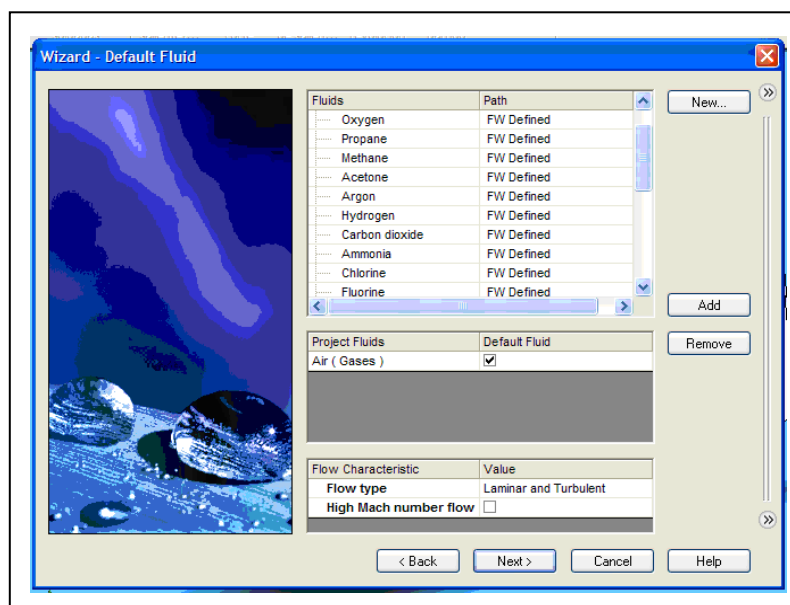 Wizard - Default Fluid
Fluids Path
Oxygen FW Defined
Propane FW Defined
Methane FW Defined
Acetone FW Defined
Argon FW Defined
Hydrogen FW Defined
Carbon dioxide FW Defined
Ammonia FW Defined
Chlorine FW Defined
Fluorine FW Defined
New...
Add
Remove
Project Fluids Default Fluid
Air ( Gases )
Flow Characteristic Value
Flow type Laminar and Turbulent
High Mach number flow
< Back Next > Cancel Help